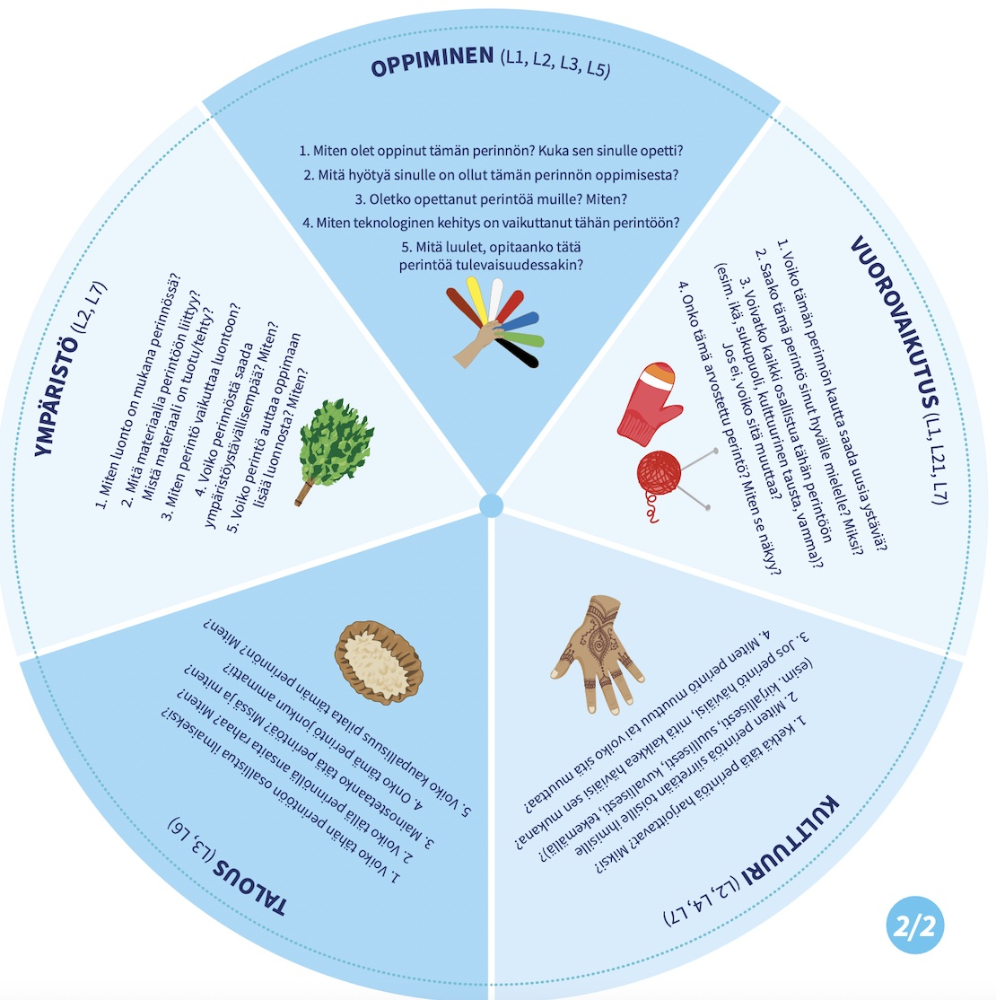 OPPIMINEN (L1, L2, L3, L5)
1. Miten olet oppinut tämän perinnön? Kuka sen sinulle opetti?
2. Mitä hyötyä sinulle on ollut tämän perinnön oppimisesta?
3. Oletko opettanut perintöä muille? Miten?
4. Miten teknologinen kehitys on vaikuttanut tähän perintöön?
5. Mitä luulet, opitaanko tätä
perintöä tulevaisuudessakin?
VUOROVAIKUTUS (L1, L21, L7)
1. Voiko tämän perinnön kautta saada uusia ystäviä?
2. Saako tämä perintö sinut hyvälle mielelle? Miksi?
3. Voivatko kaikki osallistua tähän perintöön
(esim. ikä, sukupuoli, kulttuurinen tausta, vamma)?
Jos ei, voiko sitä muuttaa?
4. Onko tämä arvostettu perintö? Miten se näkyy?
KULTTUURI (L2, L4, L7)
1. Ketkä tätä perintöä harjoittavat? Miksi?
2. Miten perintöä siirretään toisille ihmisille
(esim. kirjallisesti, suullisesti, kuvallisesti, tekemällä)?
3. Jos perintö häviäisi, mitä kaikkea häviäisi sen mukana?
4. Miten perintö muuttuu tai voiko sitä muuttaa?
TALOUS (L3, L6)
1. Voiko tähän perintöön osallistua ilmaiseksi?
2. Voiko tällä perinnöllä ansaita rahaa? Miten?
3. Mainostetaanko tätä perintöä? Missä ja miten?
4. Onko tämä perintö jonkun ammatti?
5. Voiko kaupallisuus pilata tämän perinnön? Miten?
YMPÄRISTÖ (L2, L7)
1. Miten luonto on mukana perinnössä?
2. Mitä materiaalia perintöön liittyy?
Mistä materiaali on tuotu/tehty?
3. Miten perintö vaikuttaa luontoon?
4. Voiko perinnöstä saada
ympäristöystävällisempää? Miten?
5. Voiko perintö auttaa oppimaan
lisää luonnosta? Miten?
2/2